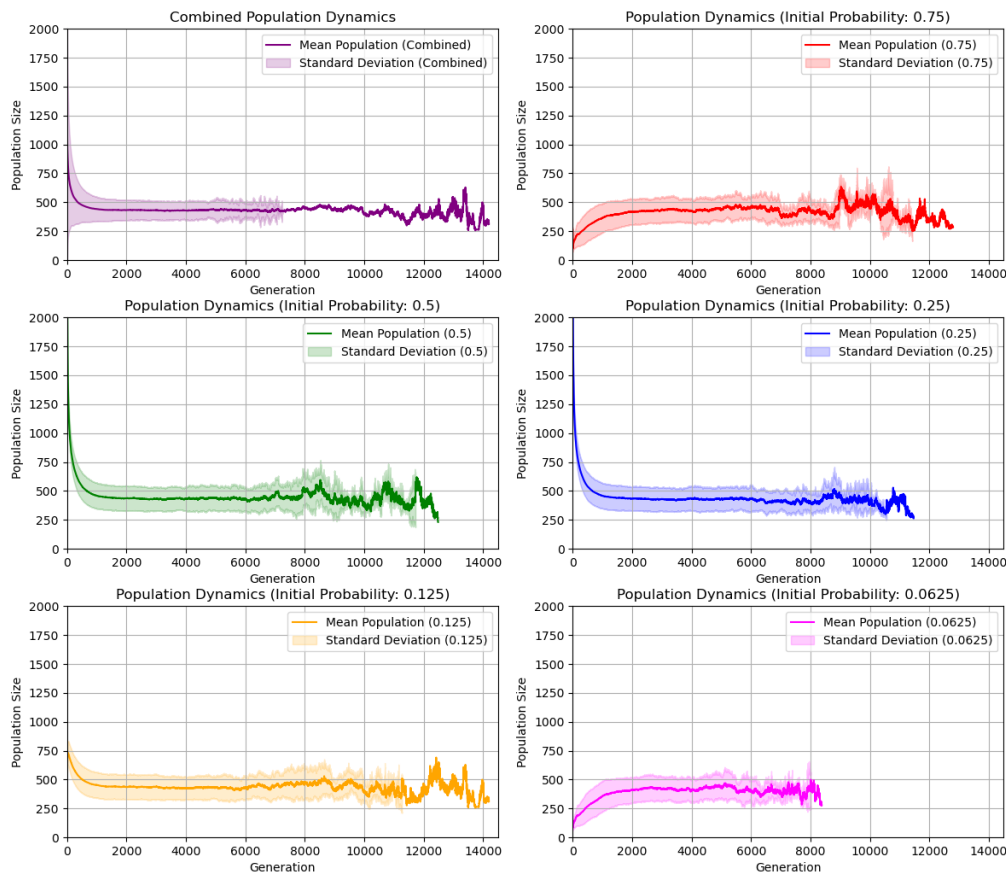 Combined Population Dynamics
2000
1750
1500
1250
1000
750
500
250
0
Population Size
Mean Population (Combined)
Standard Deviation (Combined)
0 2000 4000 6000 8000 10000 12000 14000
Generation
Population Dynamics (Initial Probability: 0.75)
2000
1750
1500
1250
1000
750
500
250
0
Population Size
Mean Population (0.75)
Standard Deviation (0.75)
0 2000 4000 6000 8000 10000 12000 14000
Generation
Population Dynamics (Initial Probability: 0.5)
2000
1750
1500
1250
1000
750
500
250
0
Population Size
Mean Population (0.5)
Standard Deviation (0.5)
0 2000 4000 6000 8000 10000 12000 14000
Generation
Population Dynamics (Initial Probability: 0.25)
2000
1750
1500
1250
1000
750
500
250
0
Population Size
Mean Population (0.25)
Standard Deviation (0.25)
0 2000 4000 6000 8000 10000 12000 14000
Generation
Population Dynamics (Initial Probability: 0.125)
2000
1750
1500
1250
1000
750
500
250
0
Population Size
Mean Population (0.125)
Standard Deviation (0.125)
0 2000 4000 6000 8000 10000 12000 14000
Generation
Population Dynamics (Initial Probability: 0.0625)
2000
1750
1500
1250
1000
750
500
250
0
Population Size
Mean Population (0.0625)
Standard Deviation (0.0625)
0 2000 4000 6000 8000 10000 12000 14000
Generation